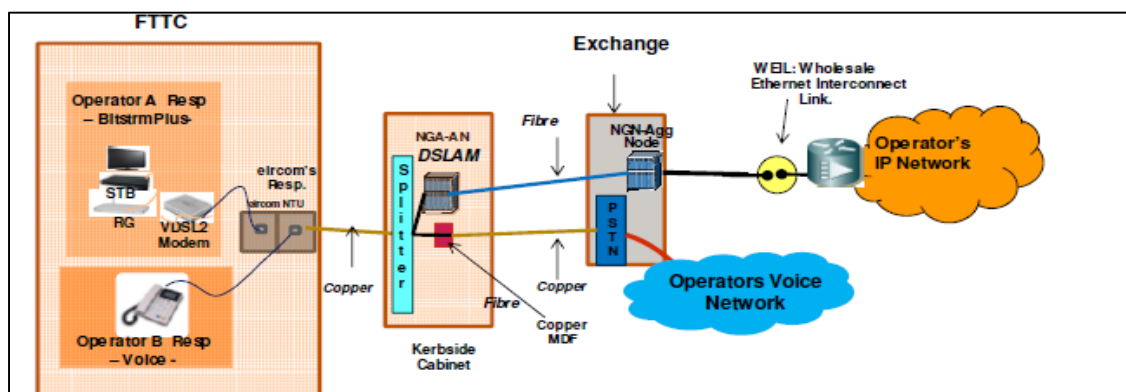 FTTC
Exchange
WEIL: Wholesale
Ethernet Interconnect
Link.
Operator A Resp
– BitstrmPlus-
STB
RG
VDSL2
Modem
eircom's
Resp.
eircom NTU
Operator B Resp
– Voice -
Copper
NGA-AN
DSLAM
Splitter
Fibre
Kerbside
Cabinet
Fibre
Copper
Copper
MDF
NGN-Agg
Node
PSTN
Operator's
IP Network
Operators Voice
Network